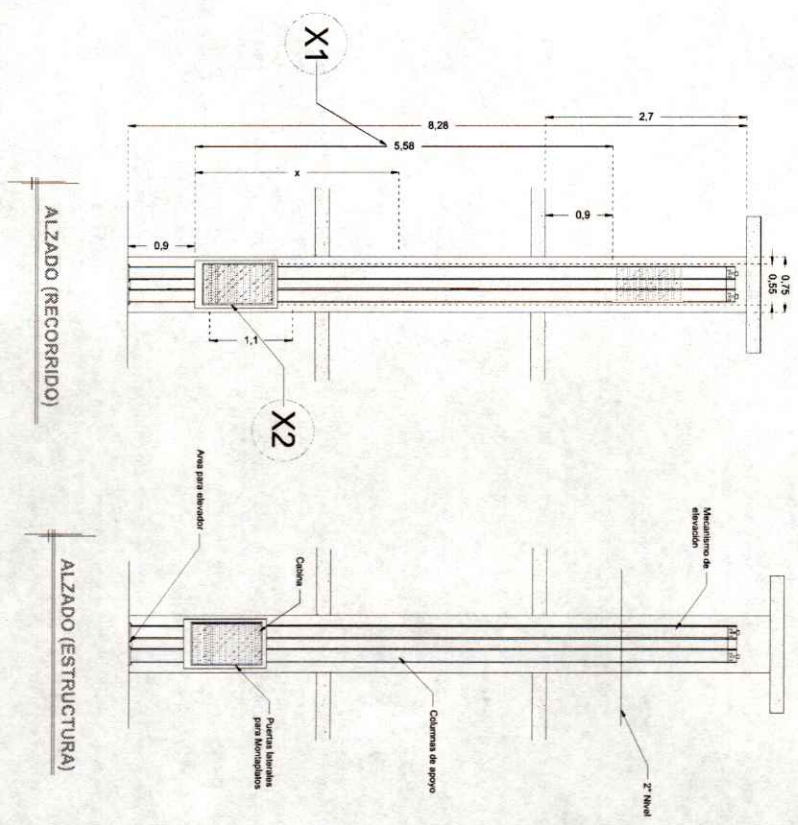 X1
8,28
2,7
5,58
x
0,9
0,9
0,75
0,55
1,1
X2
ALZADO (RECORRIDO)
Area para elevador
Cabina
Puertas laterales
para Montaplatos
Columnas de apoyo
Mecanismo de
elevación
2° Nivel
ALZADO (ESTRUCTURA)